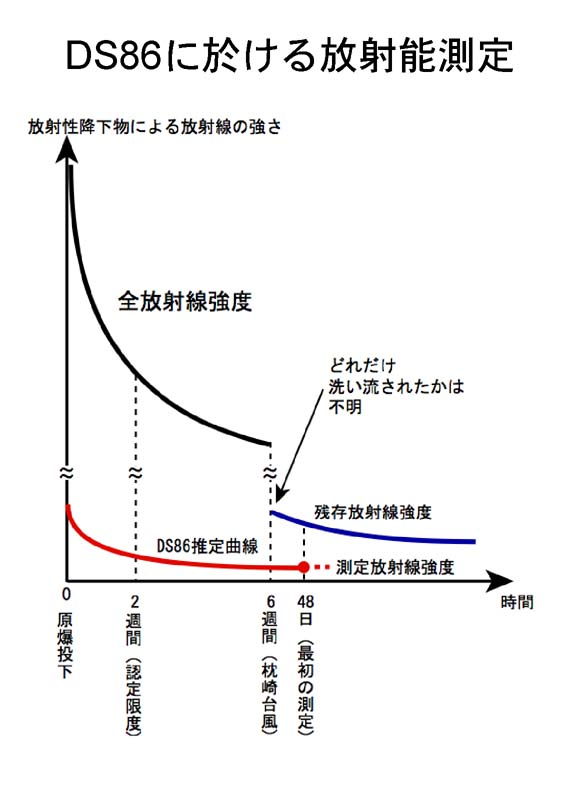 DS86に於ける放射能測定
放射性降下物による放射線の強さ
全放射線強度
どれだけ
洗い流されたかは
不明
残存放射線強度
DS86推定曲線
測定放射線強度
時間
0
原爆投下
2
週間（認定限度）
6
週間（枕崎台風）
48
日（最初の測定）